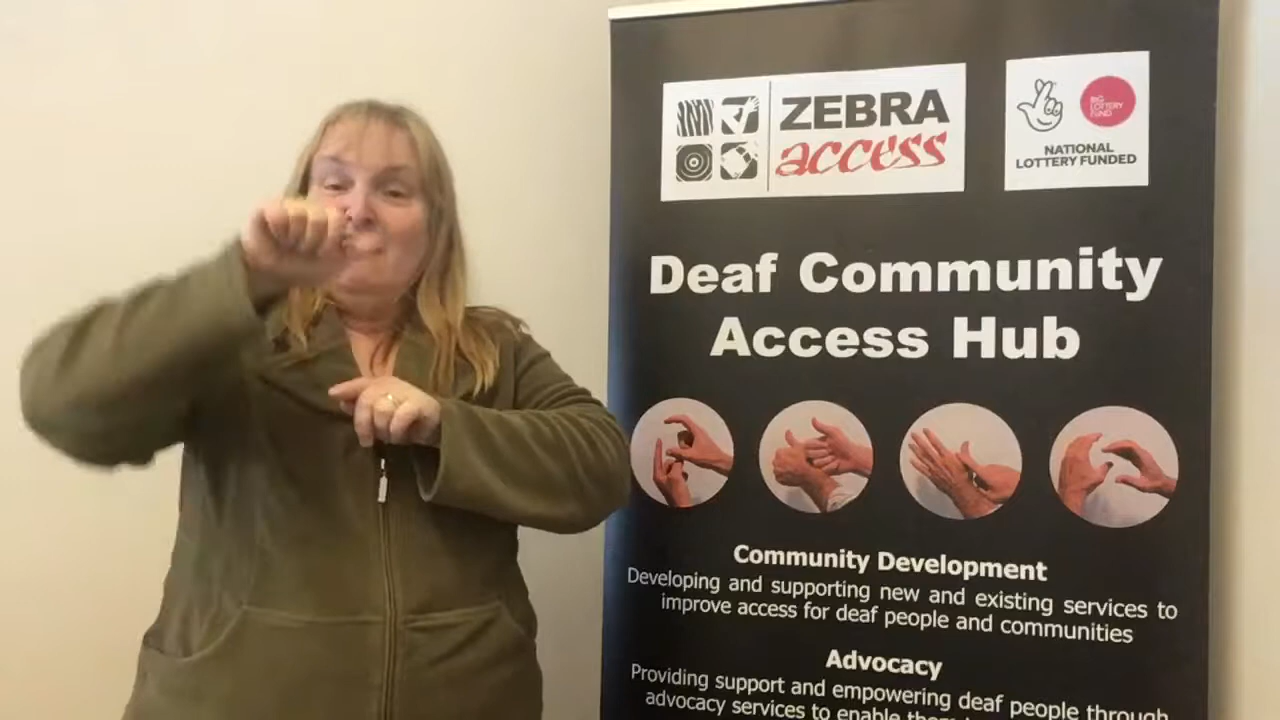 ZEBRA
access
BIG
LOTTERY
FUND
NATIONAL
LOTTERY FUNDED
Deaf Community
Access Hub
Community Development
Developing and supporting new and existing services to
improve access for deaf people and communities
Advocacy
Providing support and empowering deaf people through
advocacy services to enable